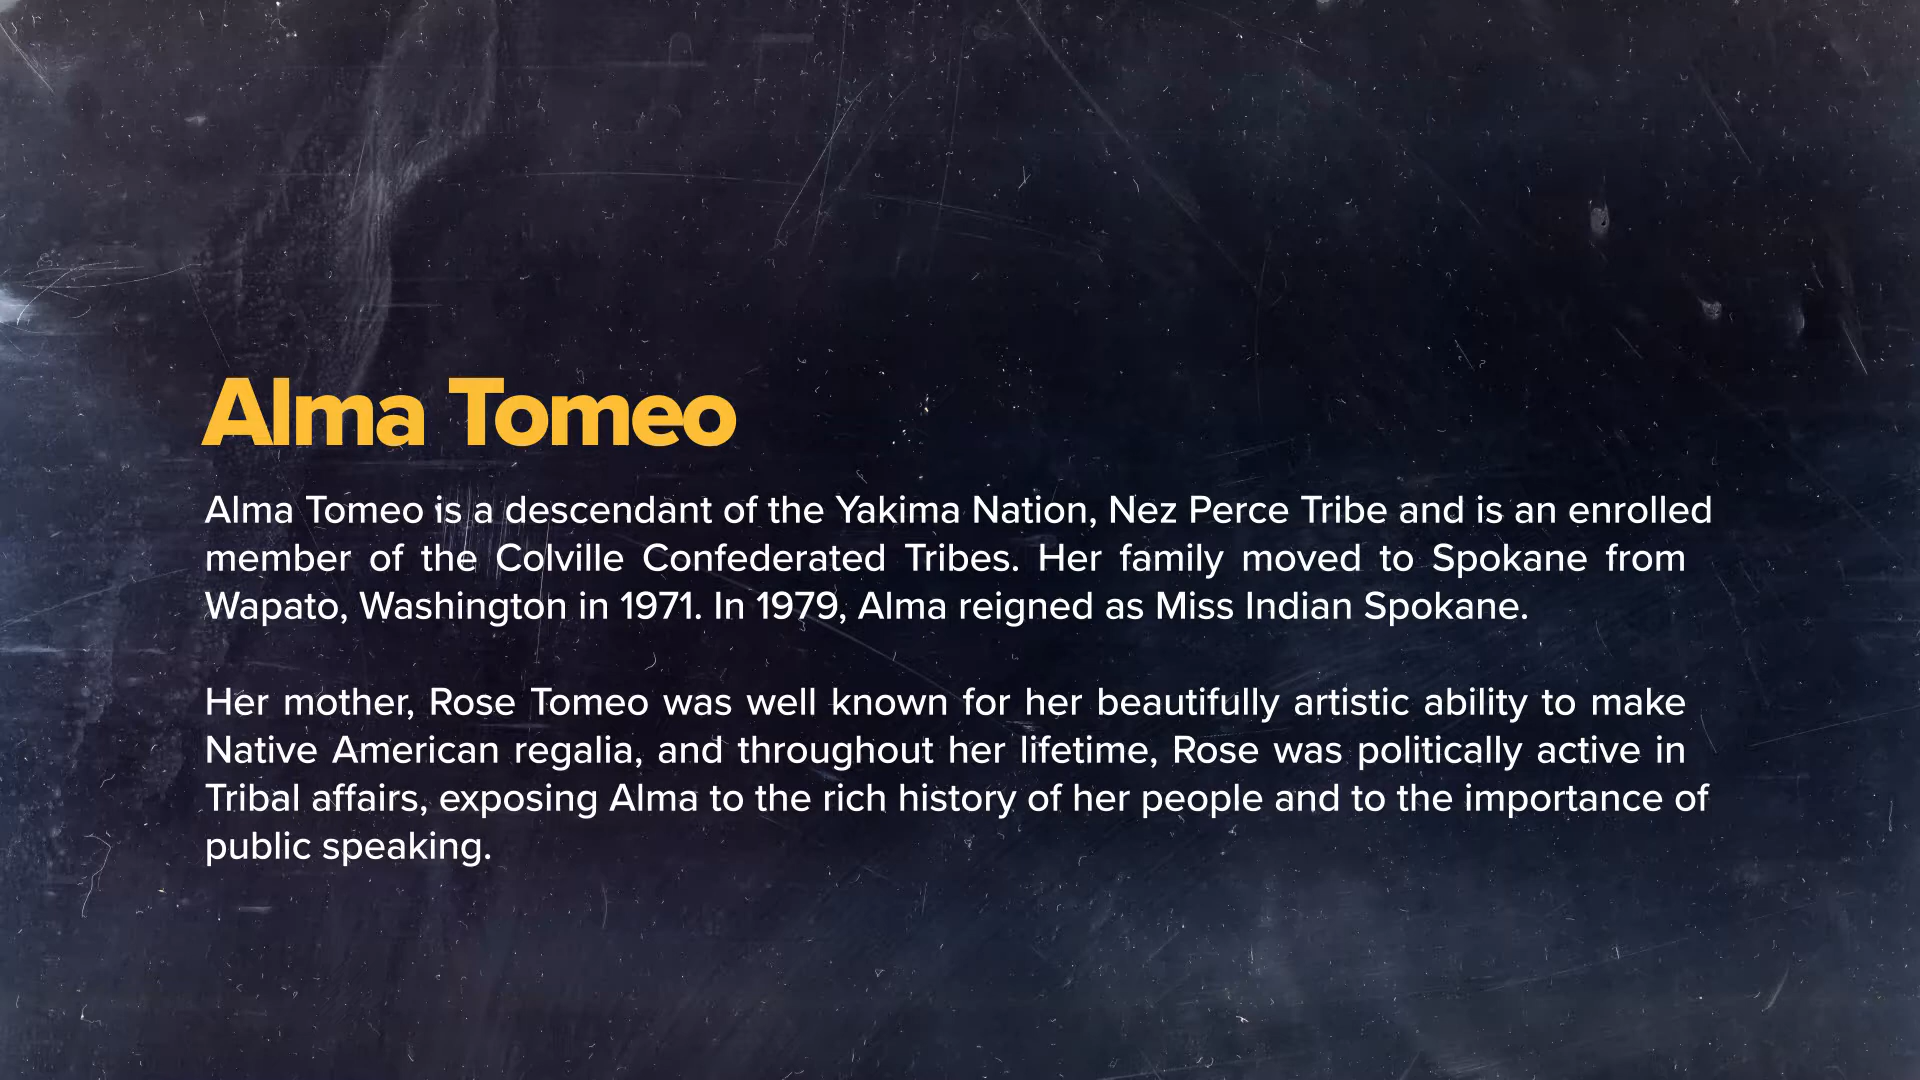 Alma Tomeo
Alma Tomeo is a descendant of the Yakima Nation, Nez Perce Tribe and is an enrolled
member of the Colville Confederated Tribes. Her family moved to Spokane from
Wapato, Washington in 1971. In 1979, Alma reigned as Miss Indian Spokane.
Her mother, Rose Tomeo was well known for her beautifully artistic ability to make
Native American regalia, and throughout her lifetime, Rose was politically active in
Tribal affairs, exposing Alma to the rich history of her people and to the importance of
public speaking.